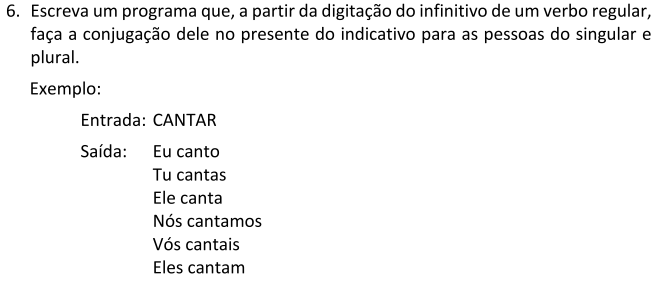 6. Escreva um programa que, a partir da digitação do infinitivo de um verbo regular,
faça a conjugação dele no presente do indicativo para as pessoas do singular e
plural.
Exemplo:
Entrada: CANTAR
Saída: Eu canto
Tu cantas
Ele canta
Nós cantamos
Vós cantais
Eles cantam